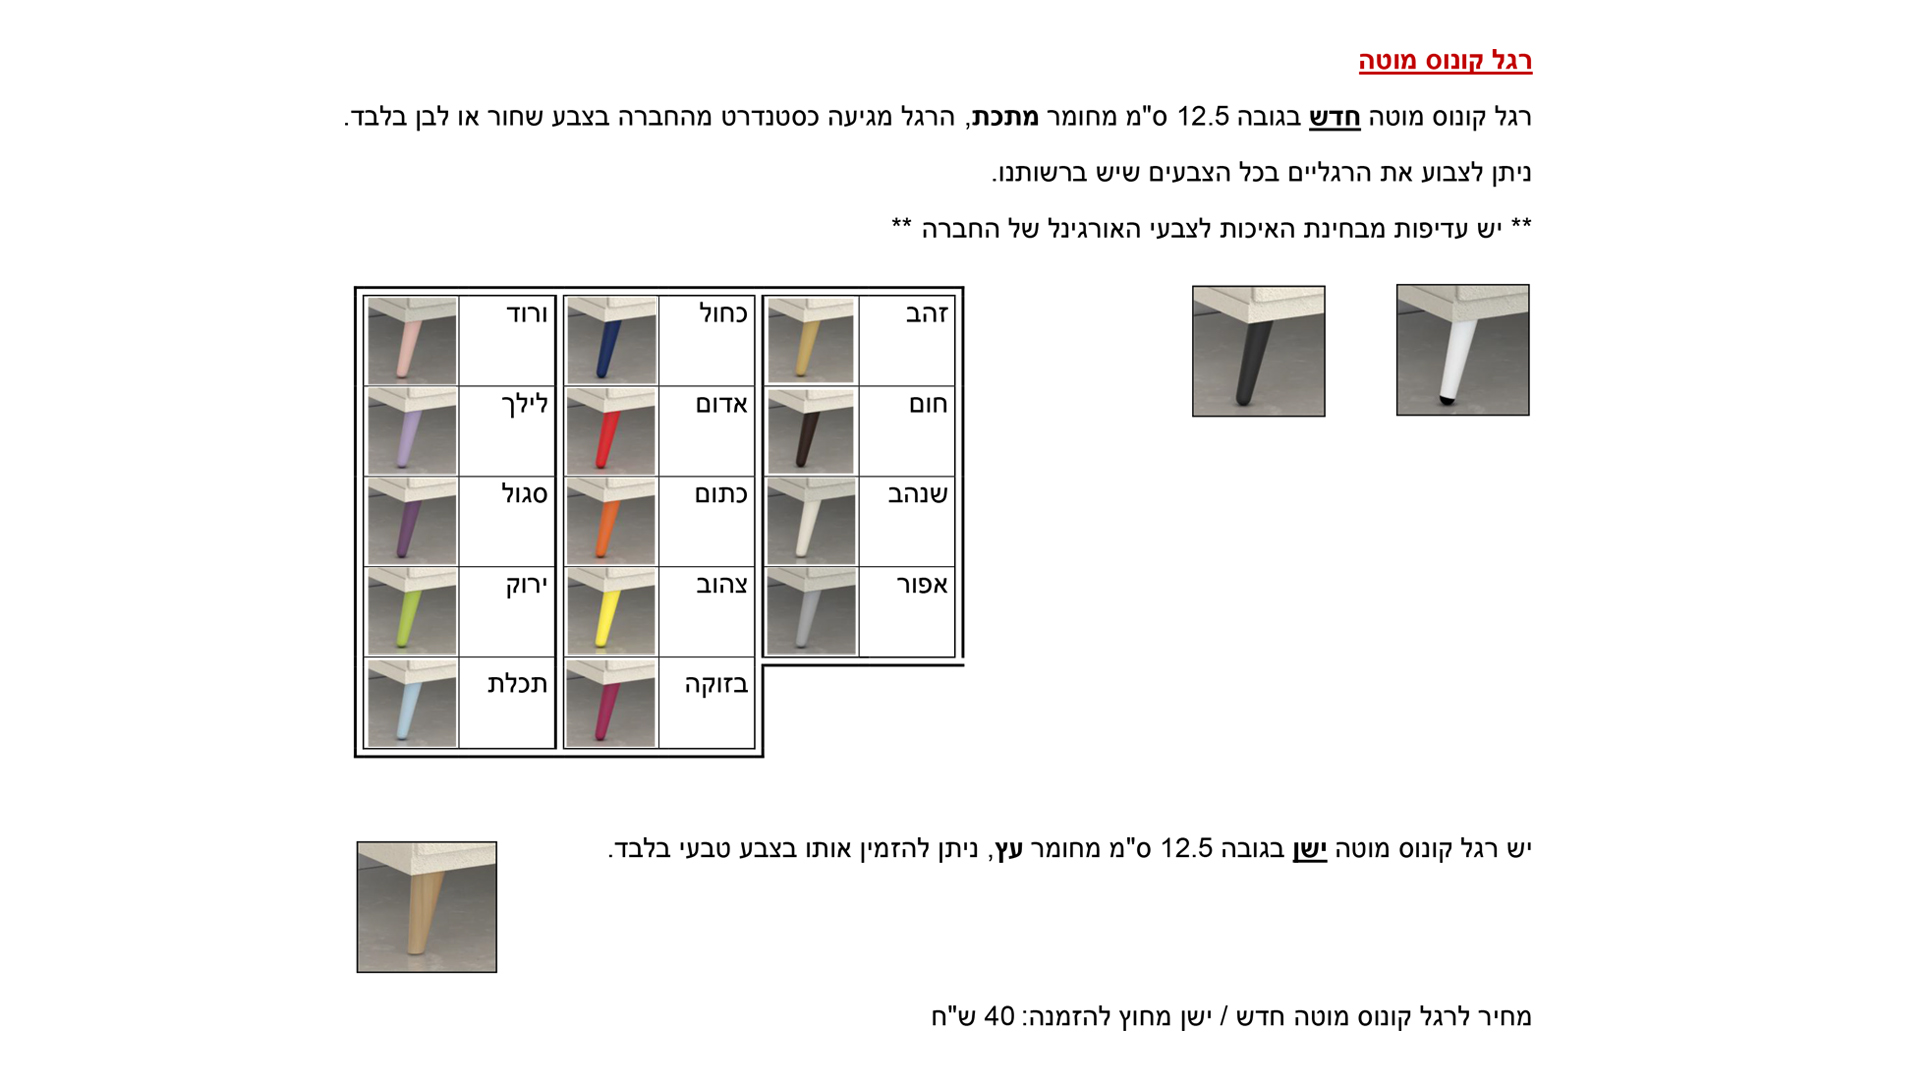 רגל קונוס מוטה
רגל קונוס מוטה חדש בגובה 12.5 ס"מ מחומר מתכת, הרגל מגיעה כסטנדרט מהחברה בצבע שחור או לבן בלבד.
ניתן לצבוע את הרגליים בכל הצבעים שיש ברשותנו.
** יש עדיפות מבחינת האיכות לצבעי האורגינל של החברה **
זהב כחול ורוד
חום אדום לילך
שנהב כתום סגול
אפור צהוב ירוק
בזוקה תכלת
יש רגל קונוס מוטה ישן בגובה 12.5 ס"מ מחומר עץ, ניתן להזמין אותו בצבע טבעי בלבד.
מחיר לרגל קונוס מוטה חדש / ישן מחוץ להזמנה: 40 ש"ח